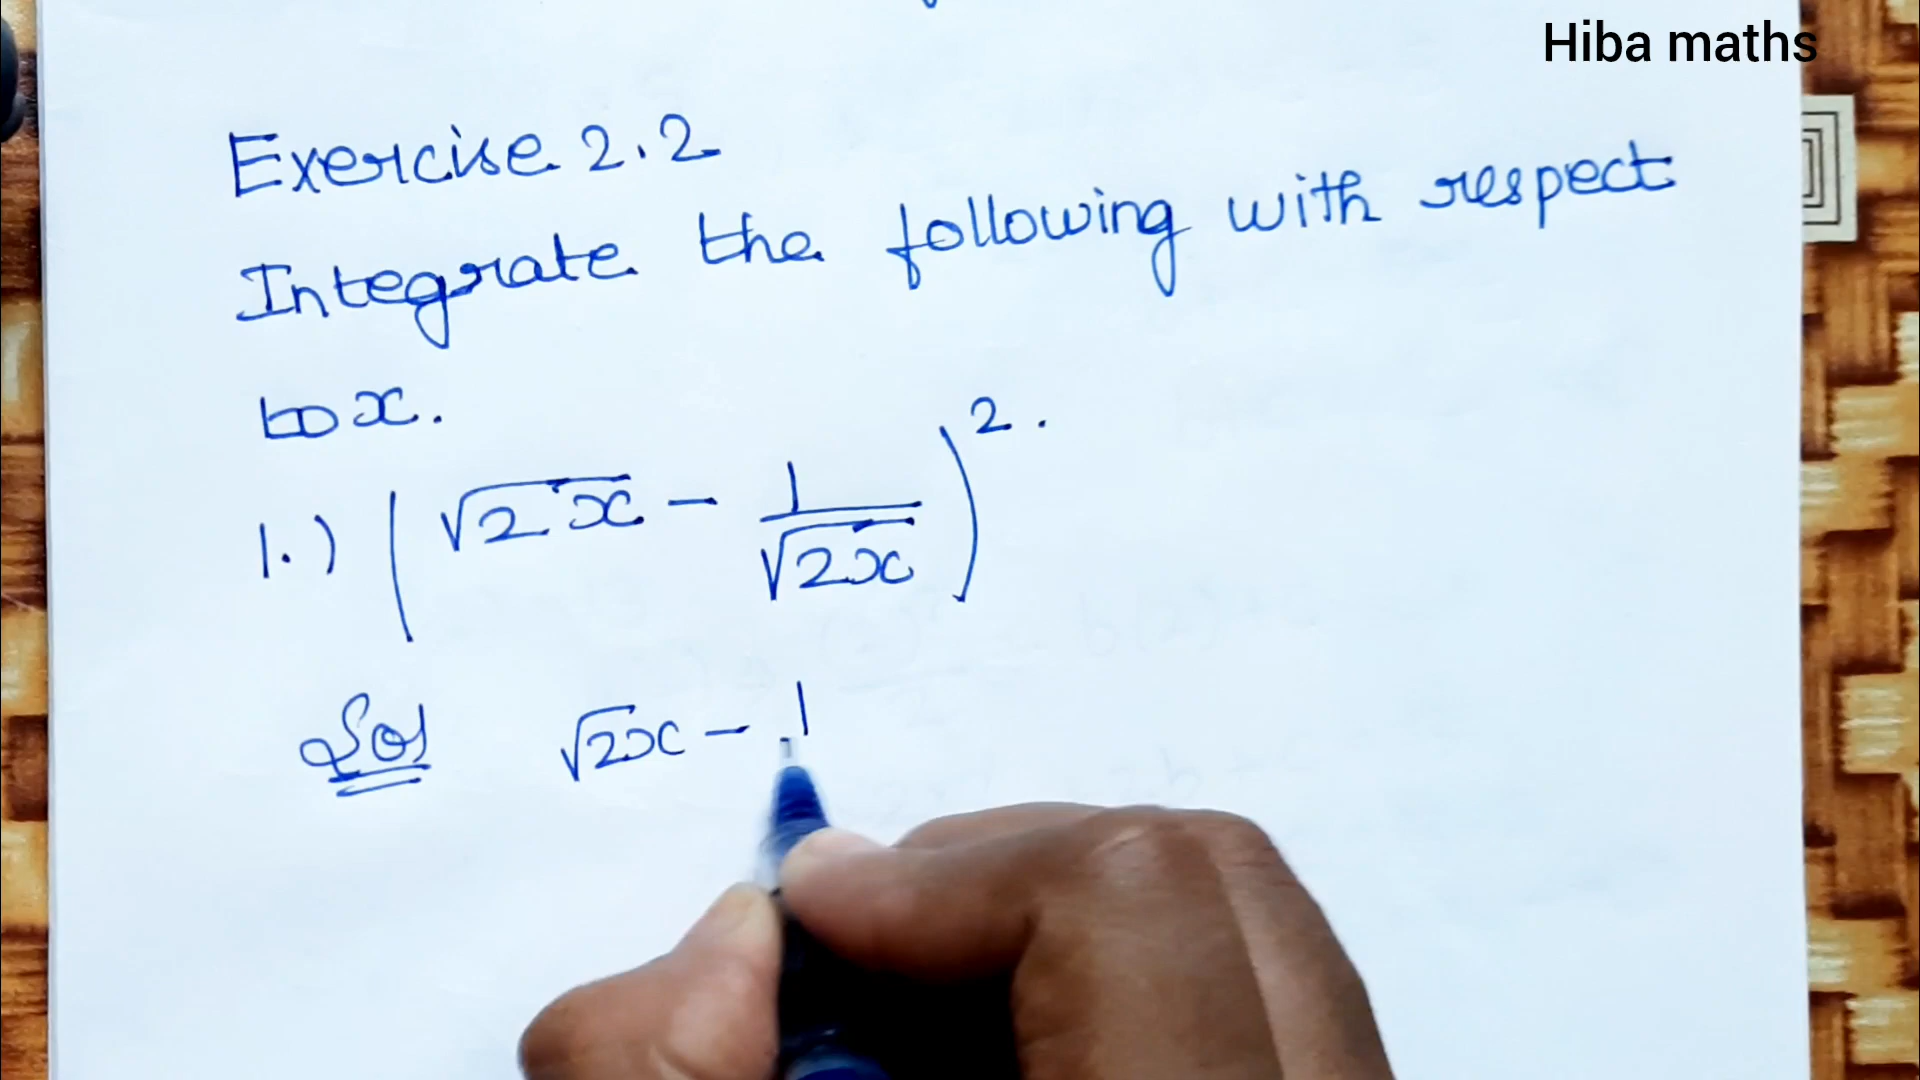 Hiba maths
Exercise 2.2
Integrate the following with respect
to x.
1.) (√2x - 1/√2x)².
Sol √2x - 1